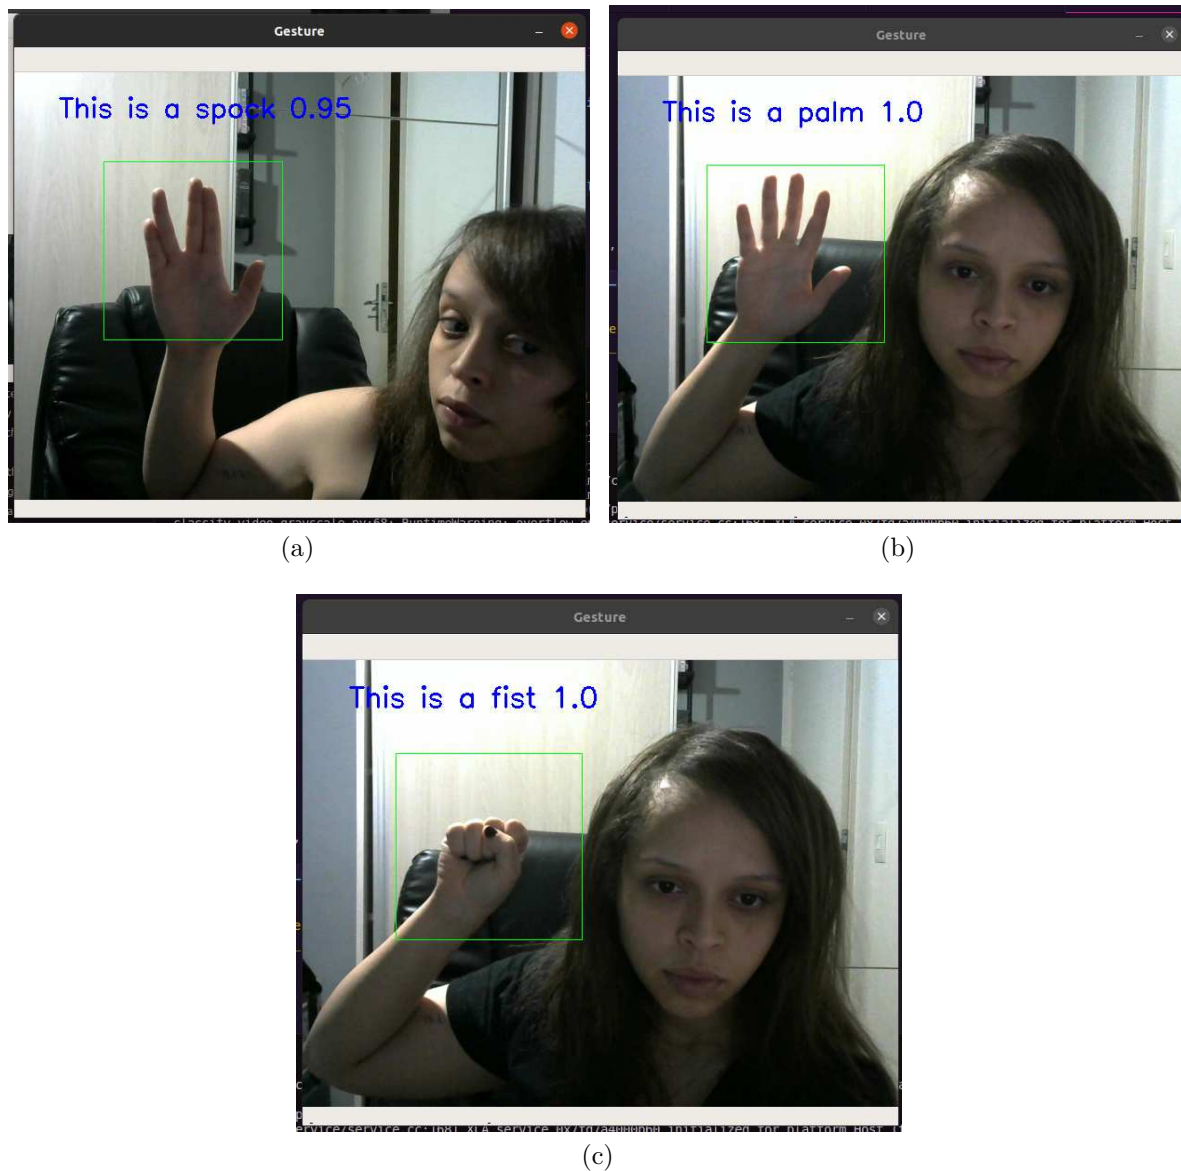 Gesture
This is a spock 0.95
Gesture
This is a palm 1.0
(a)
(b)
Gesture
This is a fist 1.0
(c)